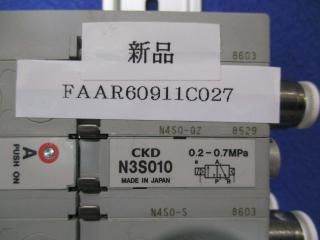 新品
8603
FAAR60911C027
N4S0-QZ 8529
CKD
N3S010
MADE IN JAPAN
0.2-0.7MPa
A
PUSH ON
N4S0-S 8603